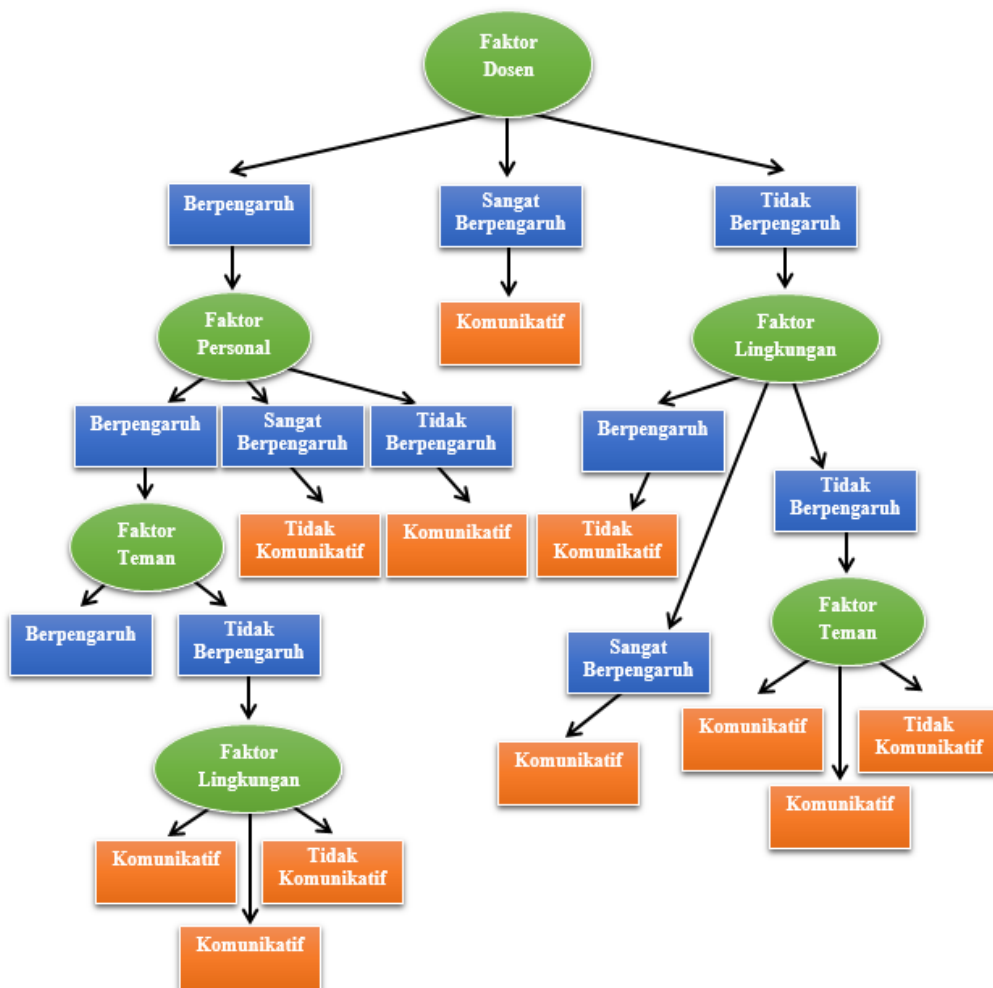 Faktor
Dosen
Berpengaruh
Sangat
Berpengaruh
Tidak
Berpengaruh
Faktor
Personal
Komunikatif
Faktor
Lingkungan
Berpengaruh
Sangat
Berpengaruh
Tidak
Berpengaruh
Berpengaruh
Tidak
Berpengaruh
Faktor
Teman
Tidak
Komunikatif
Komunikatif
Tidak
Komunikatif
Faktor
Teman
Berpengaruh
Tidak
Berpengaruh
Sangat
Berpengaruh
Komunikatif
Tidak
Komunikatif
Faktor
Lingkungan
Komunikatif
Komunikatif
Komunikatif
Tidak
Komunikatif
Komunikatif